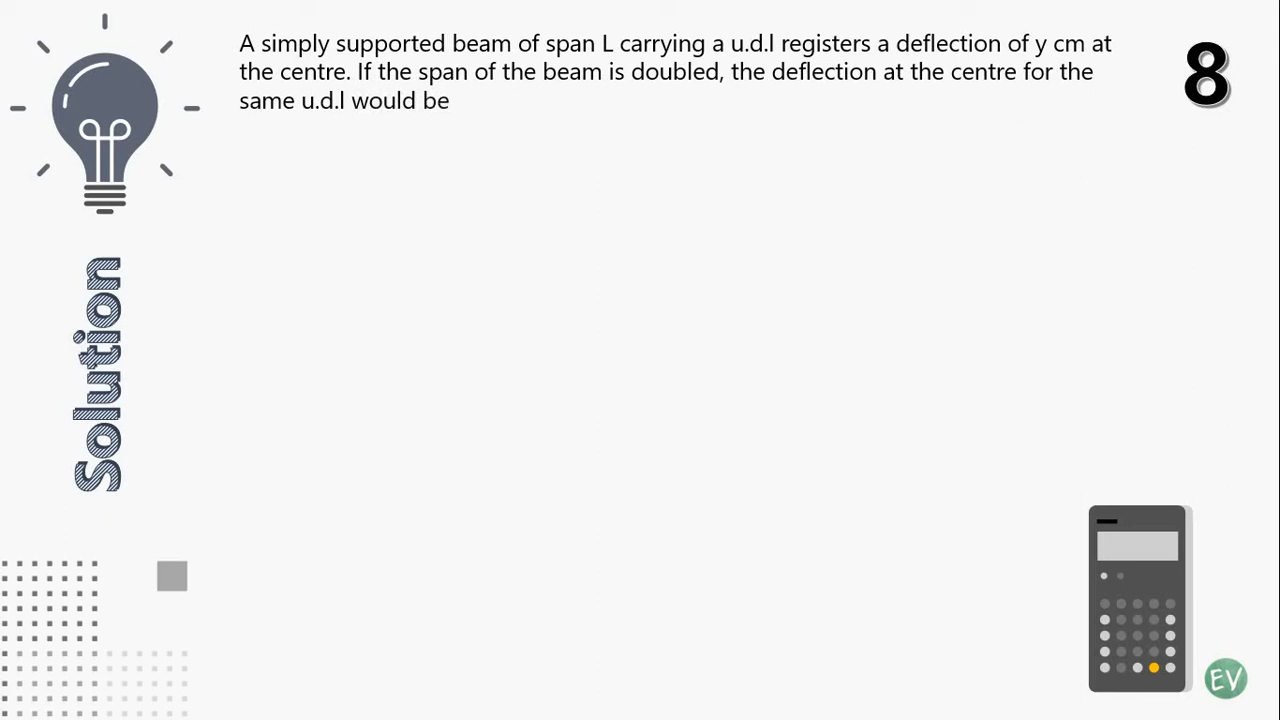 A simply supported beam of span L carrying a u.d.l registers a deflection of y cm at
the centre. If the span of the beam is doubled, the deflection at the centre for the
same u.d.l would be
8
Solution
EV